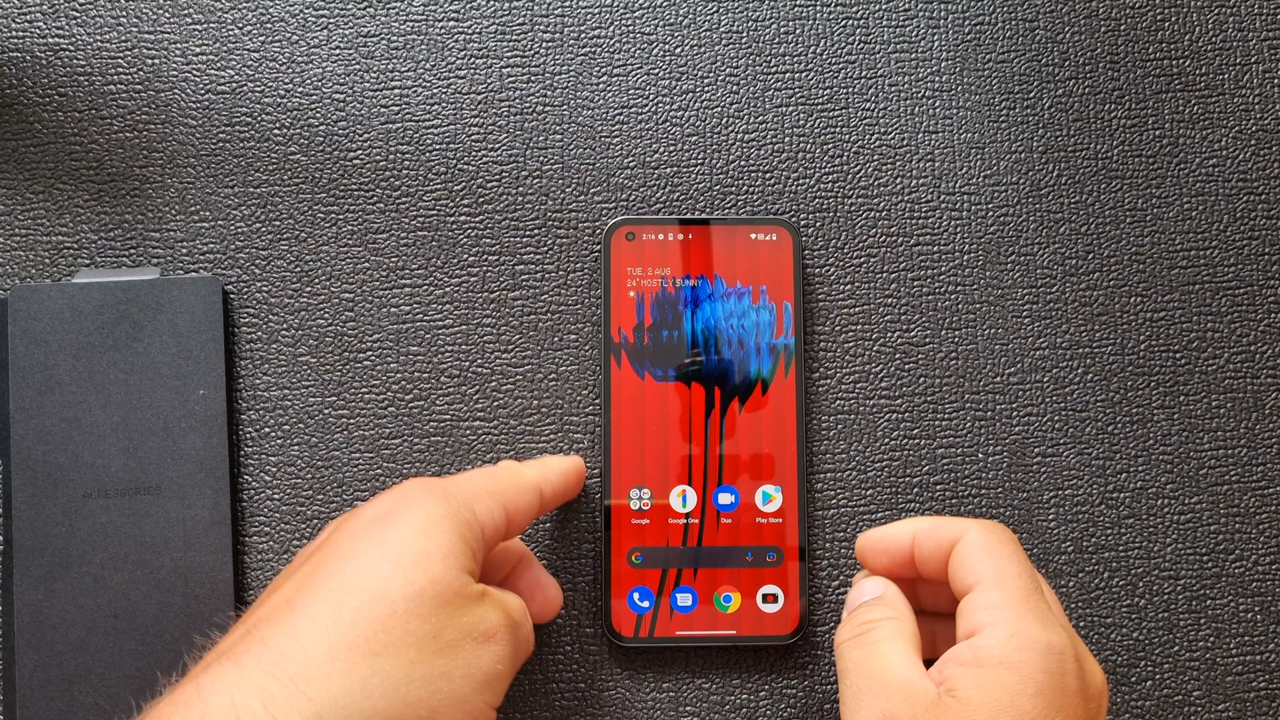 2:16
TUE, 2 AUG
24° MOSTLY SUNNY
Google
Google One
Duo
Play Store
ACCESSORIES